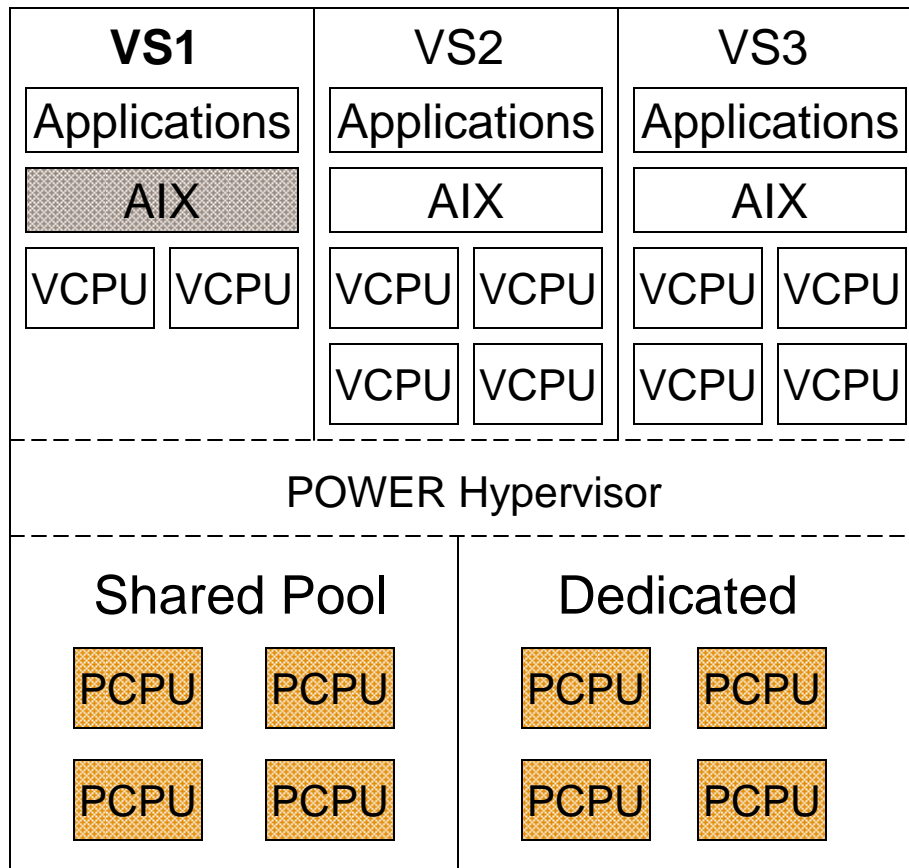 VS1 VS2 VS3
Applications Applications Applications
AIX AIX AIX
VCPU VCPU VCPU VCPU VCPU VCPU
VCPU VCPU VCPU VCPU
POWER Hypervisor
Shared Pool Dedicated
PCPU PCPU PCPU PCPU
PCPU PCPU PCPU PCPU